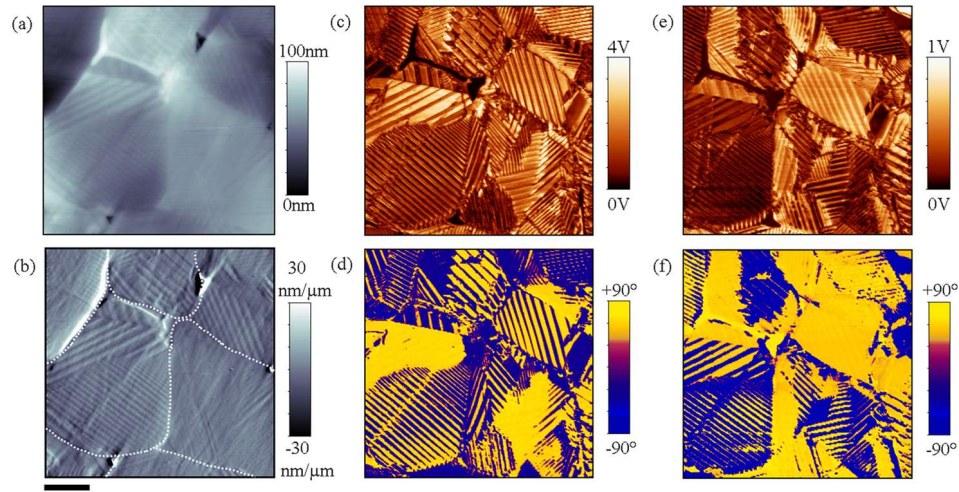 (a)
100nm
0nm
(c)
4V
0V
(e)
1V
0V
(b)
30
nm/μm
-30
nm/μm
(d)
+90°
-90°
(f)
+90°
-90°